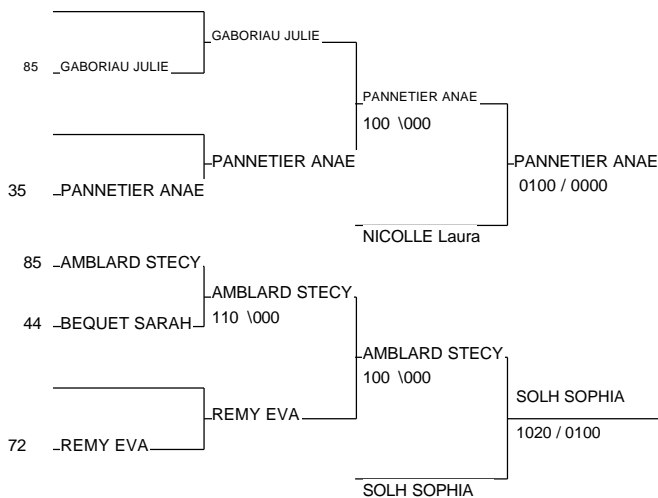 GABORIAU JULIE
85 GABORIAU JULIE
PANNETIER ANAE
100 \000
PANNETIER ANAE
PANNETIER ANAE
0100 / 0000
35 PANNETIER ANAE
NICOLLE Laura
85 AMBLARD STECY
AMBLARD STECY
110 \000
44 BEQUET SARAH
AMBLARD STECY
100 \000
SOLH SOPHIA
REMY EVA
1020 / 0100
72 REMY EVA
SOLH SOPHIA